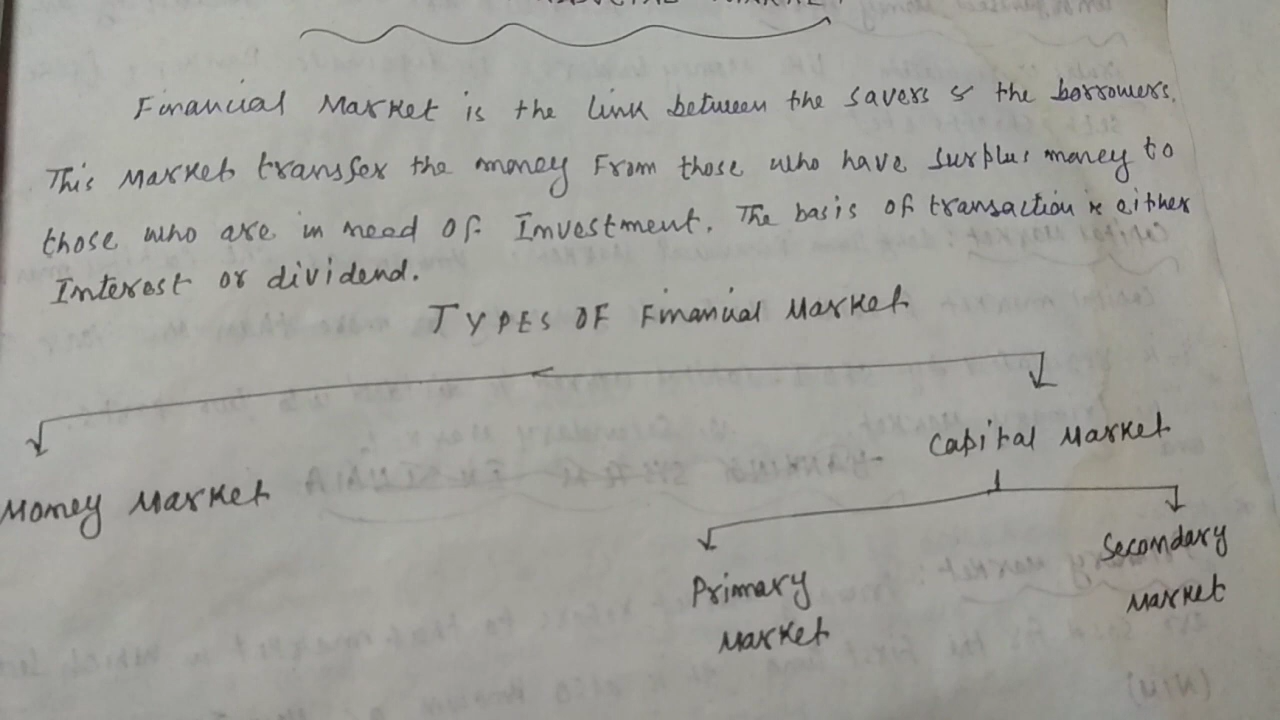 Financial Market is the link between the savers & the borrowers.
This Market transfer the money from those who have surplus money to
those who are in need of Investment. The basis of transaction is either
Interest or dividend.
TYPES OF Financial Market
Money Market
Capital Market
Primary
Market
Secondary
Market